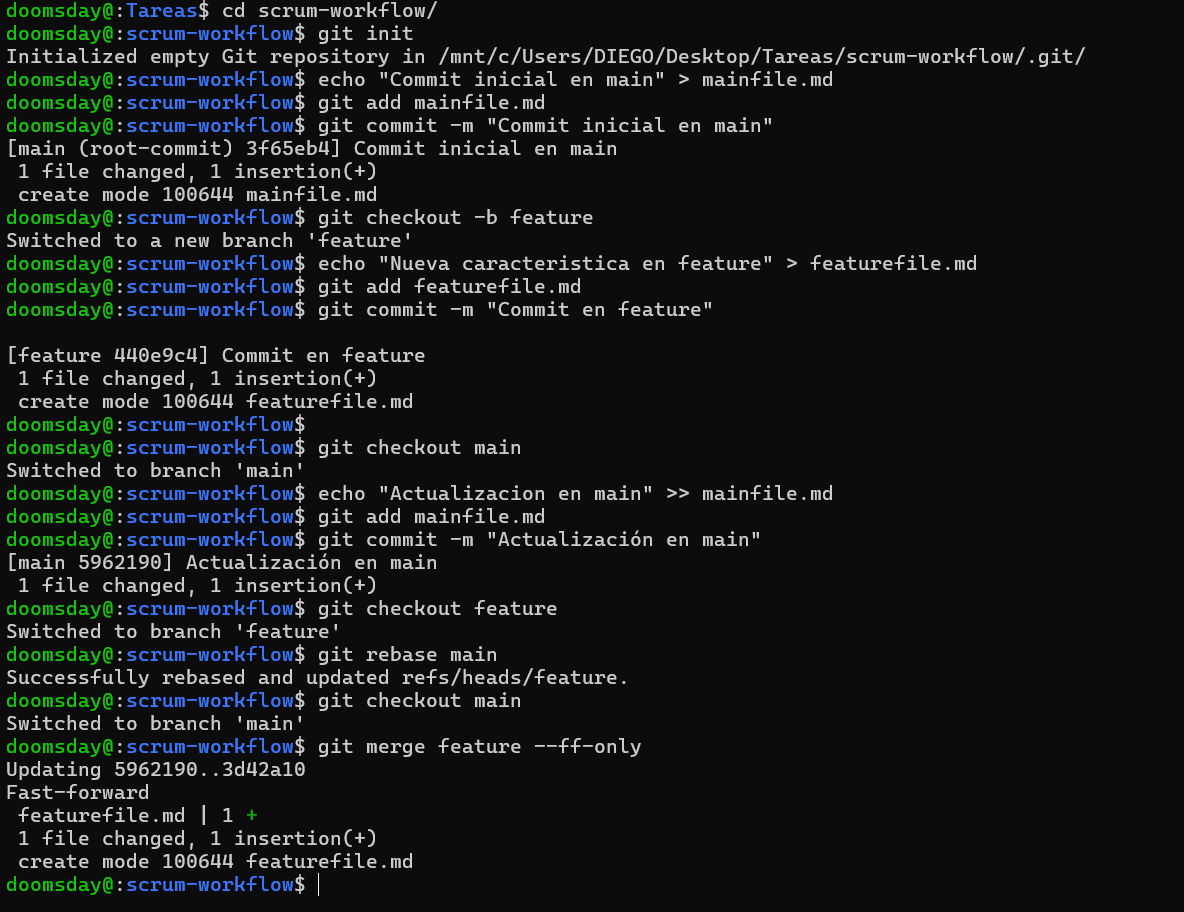 doomsday@:Tareas$ cd scrum-workflow/
doomsday@:scrum-workflow$ git init
Initialized empty Git repository in /mnt/c/Users/DIEGO/Desktop/Tareas/scrum-workflow/.git/
doomsday@:scrum-workflow$ echo "Commit inicial en main" > mainfile.md
doomsday@:scrum-workflow$ git add mainfile.md
doomsday@:scrum-workflow$ git commit -m "Commit inicial en main"
[main (root-commit) 3f65eb4] Commit inicial en main
 1 file changed, 1 insertion(+)
 create mode 100644 mainfile.md
doomsday@:scrum-workflow$ git checkout -b feature
Switched to a new branch 'feature'
doomsday@:scrum-workflow$ echo "Nueva caracteristica en feature" > featurefile.md
doomsday@:scrum-workflow$ git add featurefile.md
doomsday@:scrum-workflow$ git commit -m "Commit en feature"

[feature 440e9c4] Commit en feature
 1 file changed, 1 insertion(+)
 create mode 100644 featurefile.md
doomsday@:scrum-workflow$
doomsday@:scrum-workflow$ git checkout main
Switched to branch 'main'
doomsday@:scrum-workflow$ echo "Actualizacion en main" >> mainfile.md
doomsday@:scrum-workflow$ git add mainfile.md
doomsday@:scrum-workflow$ git commit -m "Actualización en main"
[main 5962190] Actualización en main
 1 file changed, 1 insertion(+)
doomsday@:scrum-workflow$ git checkout feature
Switched to branch 'feature'
doomsday@:scrum-workflow$ git rebase main
Successfully rebased and updated refs/heads/feature.
doomsday@:scrum-workflow$ git checkout main
Switched to branch 'main'
doomsday@:scrum-workflow$ git merge feature --ff-only
Updating 5962190..3d42a10
Fast-forward
 featurefile.md | 1 +
 1 file changed, 1 insertion(+)
 create mode 100644 featurefile.md
doomsday@:scrum-workflow$